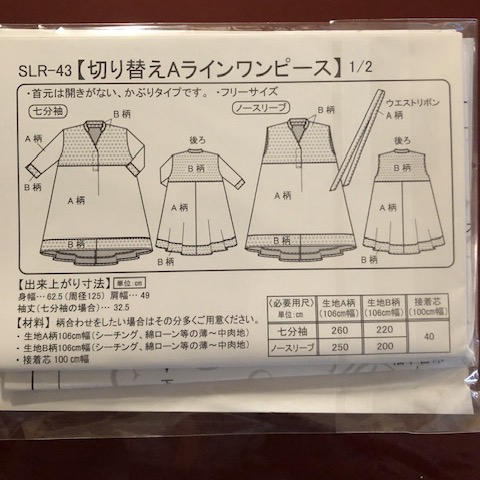 SLR-43【切り替えAラインワンピース】1/2
・首元は開きがない、かぶりタイプです。・フリーサイズ
七分袖
B柄
A柄
後ろ
B柄
B柄
A柄
A柄
B柄
ノースリーブ
B柄
ウエストリボン
A柄
後ろ
B柄
A柄
A柄
B柄
【出来上がり寸法】単位:cm
身幅…62.5(周径125) 肩幅…49
袖丈(七分袖の場合)…32.5
【材料】柄合わせをしたい場合はその分多くご用意ください。
・生地A柄106cm幅(シーチング、綿ローン等の薄~中肉地)
・生地B柄106cm幅(シーチング、綿ローン等の薄~中肉地)
・接着芯100cm幅
〈必要用尺〉単位:cm 生地A柄(106cm幅) 生地B柄(106cm幅) 接着芯(100cm幅)
七分袖 260 220 40
ノースリーブ 250 200